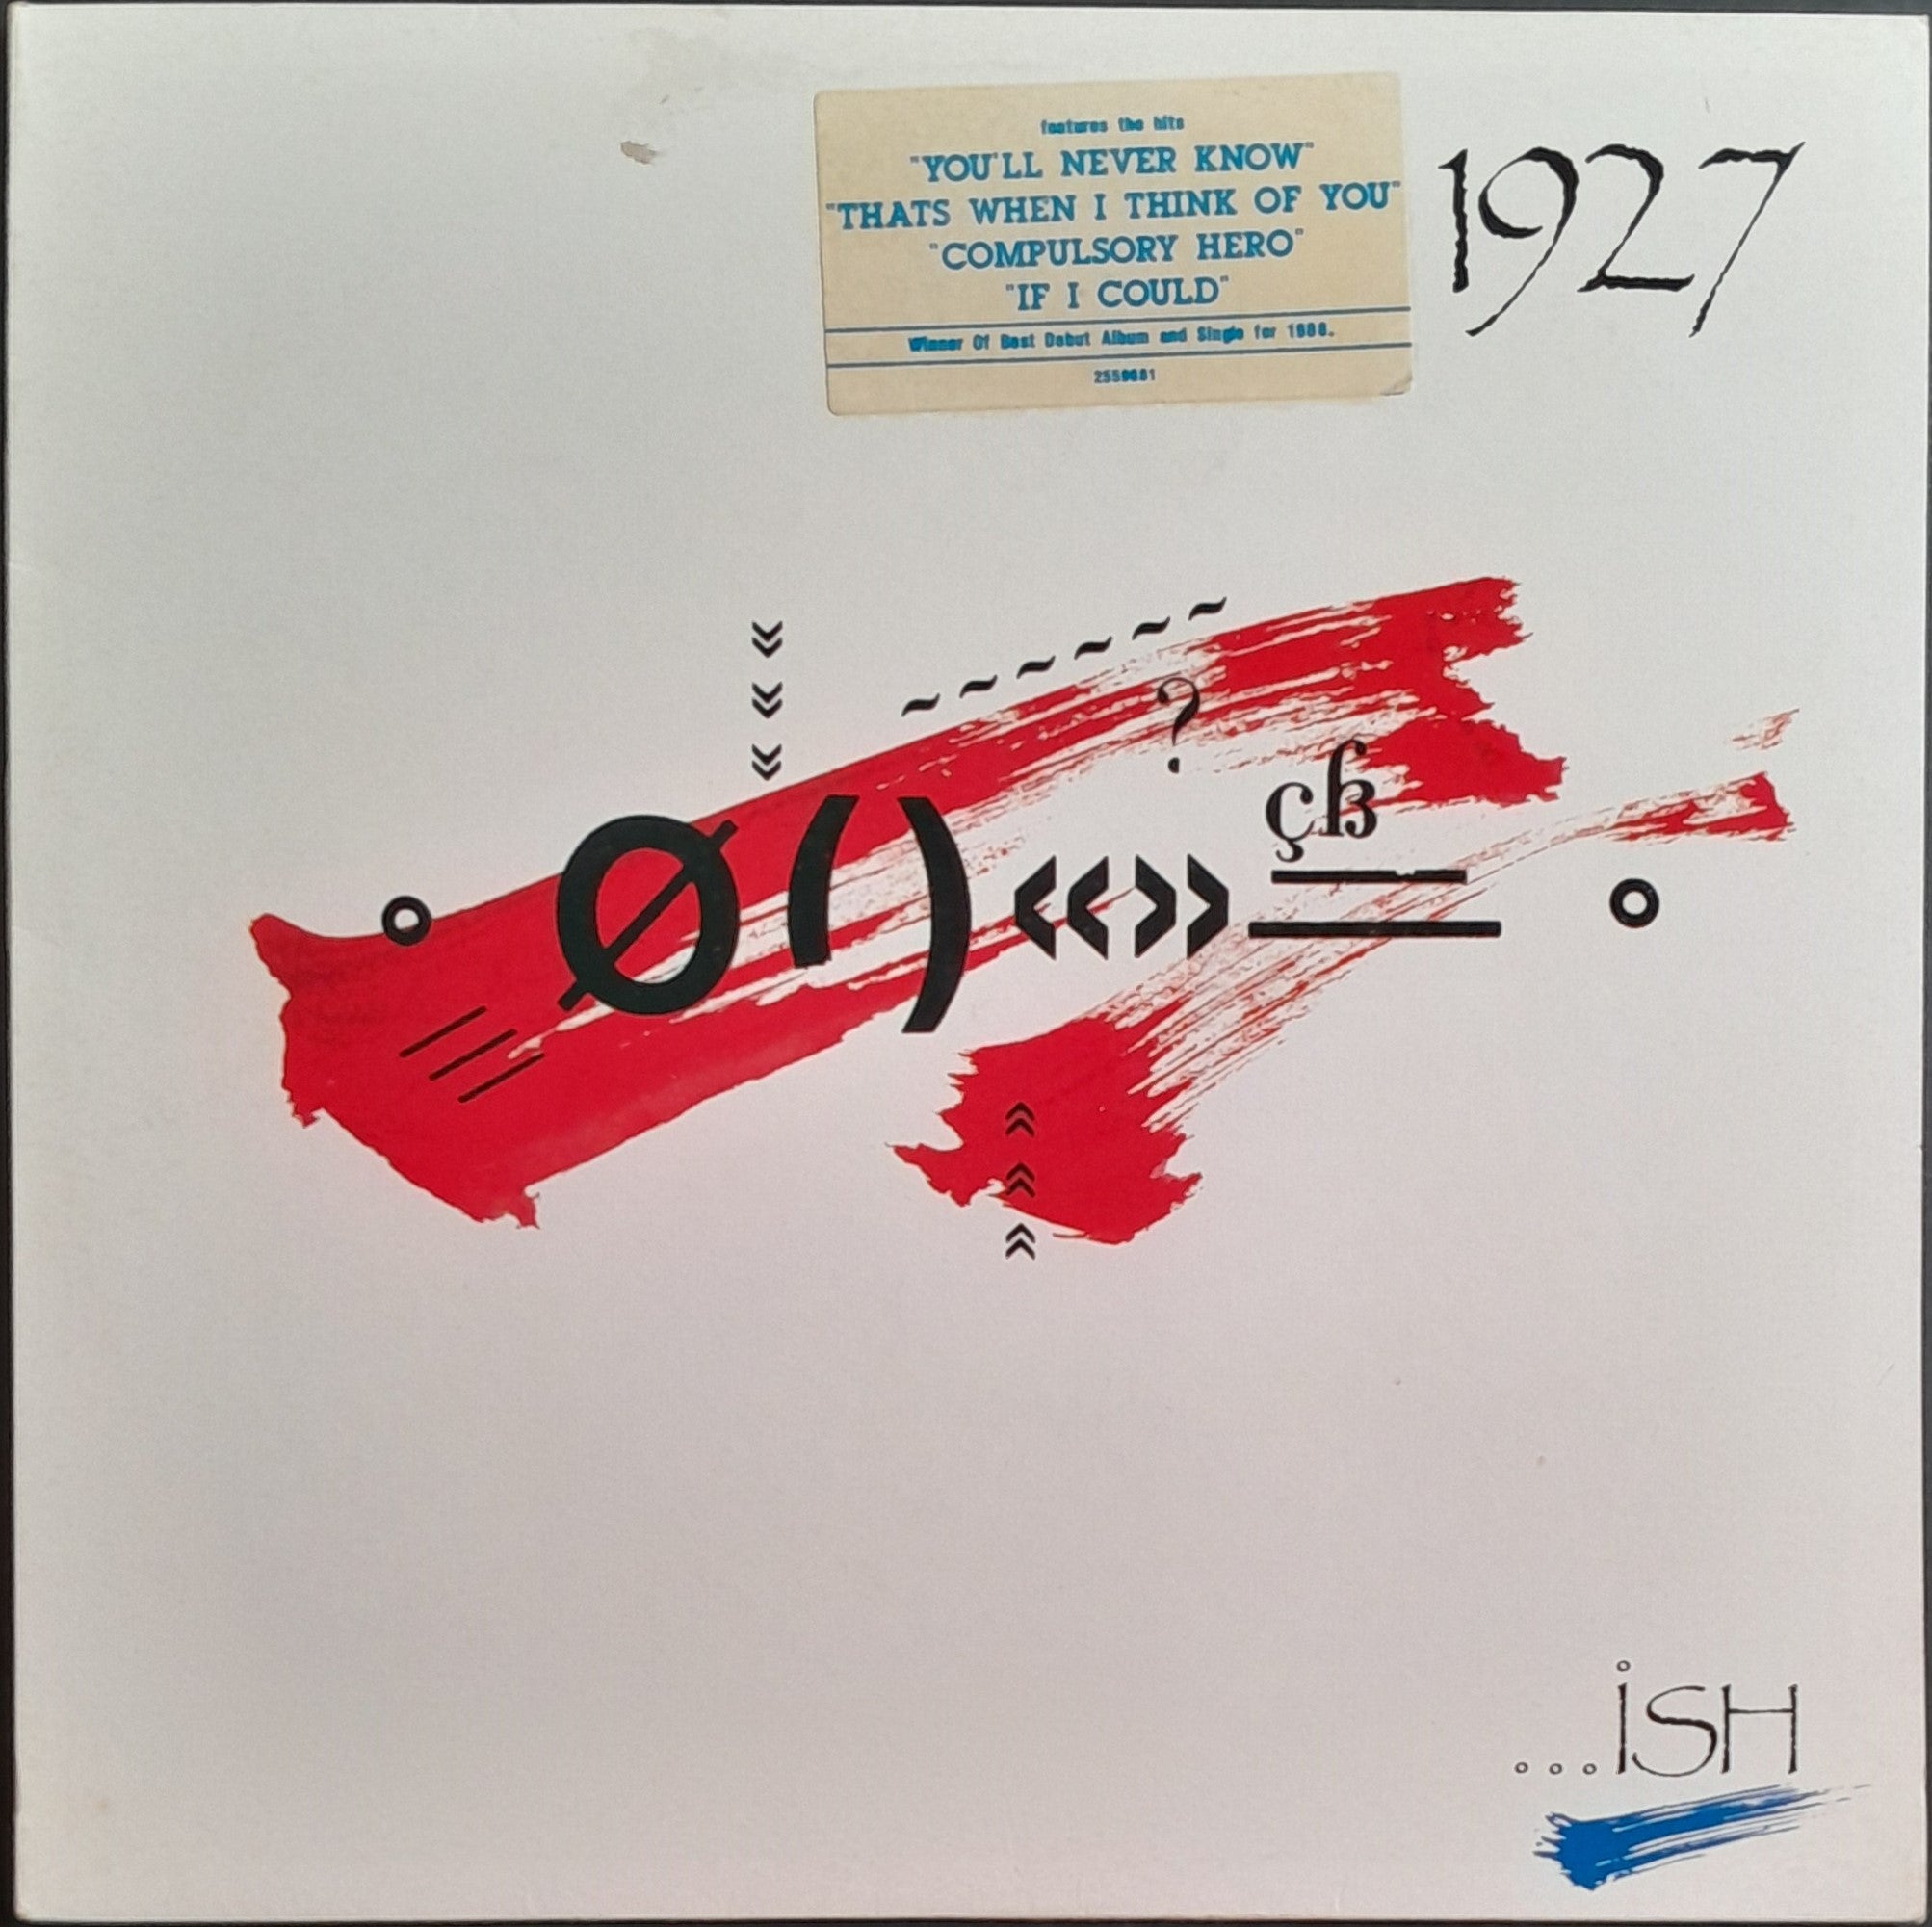 features the hits
"YOU'LL NEVER KNOW"
"THATS WHEN I THINK OF YOU"
"COMPULSORY HERO"
"IF I COULD"
Winner Of Best Debut Album and Single for 1988.
1927
~ ~ ~ ~ ~ ~
?
çß
Ø()«»
...iSH